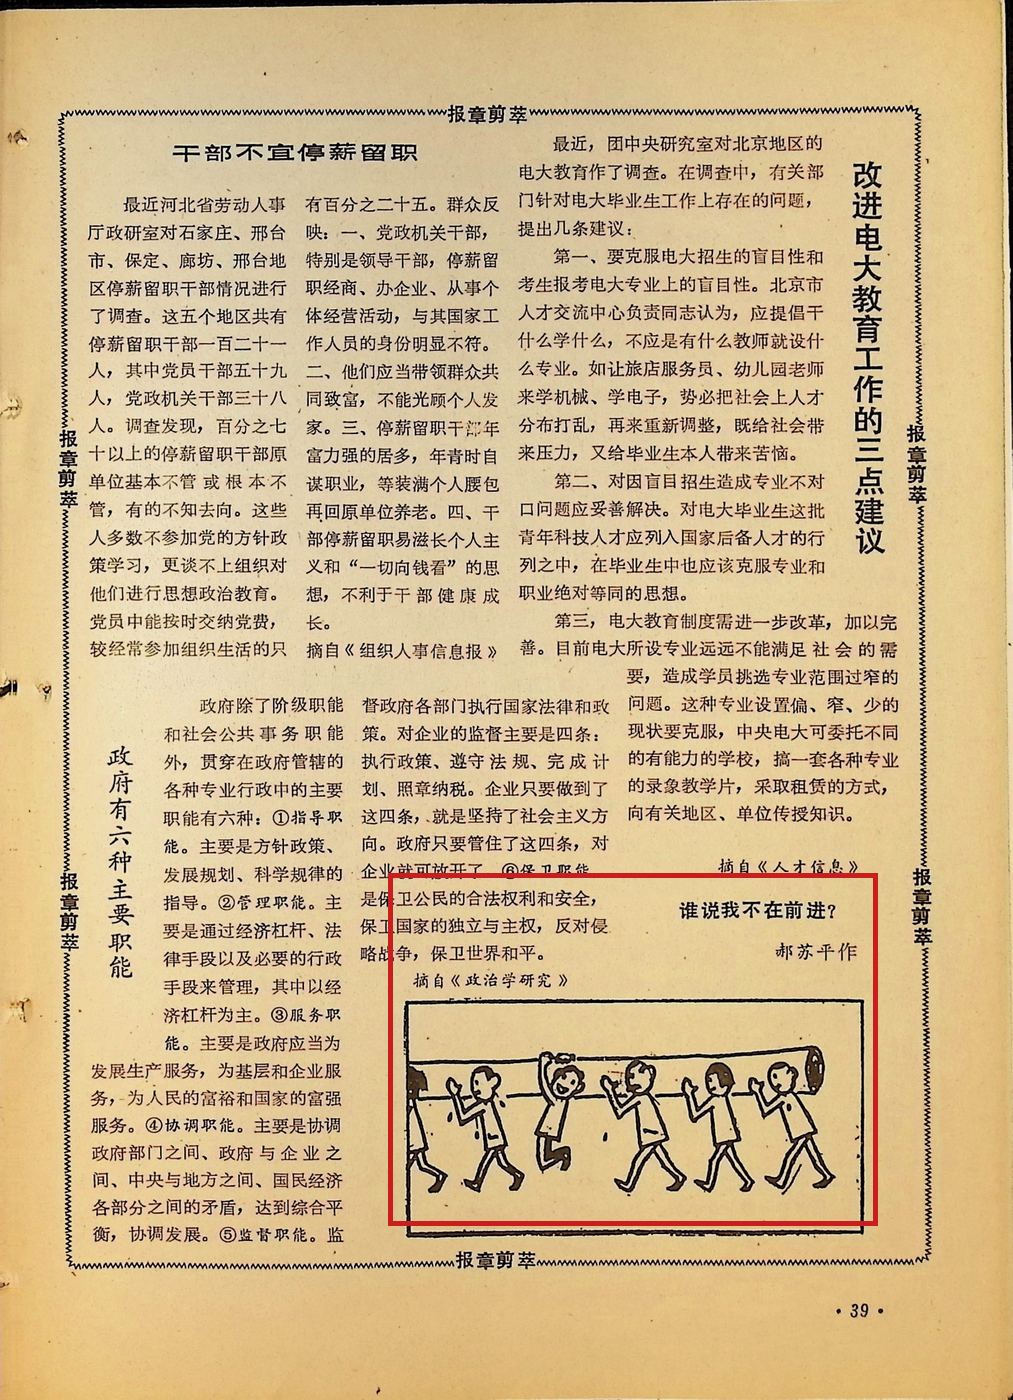 报章剪萃
干部不宜停薪留职
最近河北省劳动人事
厅政研室对石家庄、邢台
市、保定、廊坊、邢台地
区停薪留职干部情况进行
了调查。这五个地区共有
停薪留职干部一百二十一
人，其中党员干部五十九
人，党政机关干部三十八
人。调查发现，百分之七
十以上的停薪留职干部原
单位基本不管或根本不
管，有的不知去向。这些
人多数不参加党的方针政
策学习，更谈不上组织对
他们进行思想政治教育。
党员中能按时交纳党费，
较经常参加组织生活的只
有百分之二十五。群众反
映：一、党政机关干部，
特别是领导干部，停薪留
职经商、办企业、从事个
体经营活动，与其国家工
作人员的身份明显不符。
二、他们应当带领群众共
同致富，不能光顾个人发
家。三、停薪留职干部年
富力强的居多，年青时自
谋职业，等装满个人腰包
再回原单位养老。四、干
部停薪留职易滋长个人主
义和“一切向钱看”的思
想，不利于干部健康成
长。
摘自《组织人事信息报》
改进电大教育工作的三点建议
最近，团中央研究室对北京地区的
电大教育作了调查。在调查中，有关部
门针对电大毕业生工作上存在的问题，
提出几条建议：
第一、要克服电大招生的盲目性和
考生报考电大专业上的盲目性。北京市
人才交流中心负责同志认为，应提倡干
什么学什么，不应是有什么教师就设什
么专业。如让旅店服务员、幼儿园老师
来学机械、学电子，势必把社会上人才
分布打乱，再来重新调整，既给社会带
来压力，又给毕业生本人带来苦恼。
第二、对因盲目招生造成专业不对
口问题应妥善解决。对电大毕业生这批
青年科技人才应列入国家后备人才的行
列之中，在毕业生中也应该克服专业和
职业绝对等同的思想。
第三，电大教育制度需进一步改革，加以完
善。目前电大所设专业远远不能满足社会的需
要，造成学员挑选专业范围过窄的
问题。这种专业设置偏、窄、少的
现状要克服，中央电大可委托不同
的有能力的学校，搞一套各种专业
的录象教学片，采取租赁的方式，
向有关地区、单位传授知识。
摘自《人才信息》
政府有六种主要职能
政府除了阶级职能
和社会公共事务职能
外，贯穿在政府管辖的
各种专业行政中的主要
职能有六种：①指导职
能。主要是方针政策、
发展规划、科学规律的
指导。②管理职能。主
要是通过经济杠杆、法
律手段以及必要的行政
手段来管理，其中以经
济杠杆为主。③服务职
能。主要是政府应当为
发展生产服务，为基层和企业服
务，为人民的富裕和国家的富强
服务。④协调职能。主要是协调
政府部门之间、政府与企业之
间、中央与地方之间、国民经济
各部分之间的矛盾，达到综合平
衡，协调发展。⑤监督职能。监
督政府各部门执行国家法律和政
策。对企业的监督主要是四条：
执行政策、遵守法规、完成计
划、照章纳税。企业只要做到了
这四条，就是坚持了社会主义方
向。政府只要管住了这四条，对
企业就可放开了。⑥保卫职能。
是保卫公民的合法权利和安全，
保卫国家的独立与主权，反对侵
略战争，保卫世界和平。
摘自《政治学研究》
谁说我不在前进？
郝苏平作
报章剪萃
报章剪萃
报章剪萃
报章剪萃
报章剪萃
·39·